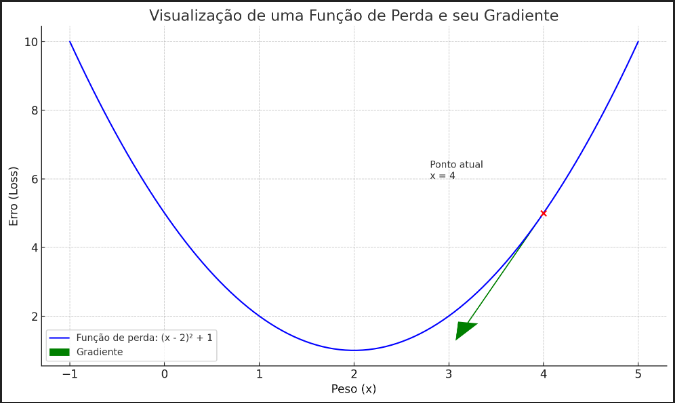 Visualização de uma Função de Perda e seu Gradiente
Erro (Loss)
10
8
6
4
2
Ponto atual
x = 4
Função de perda: (x - 2)² + 1
Gradiente
−1
0
1
2
3
4
5
Peso (x)